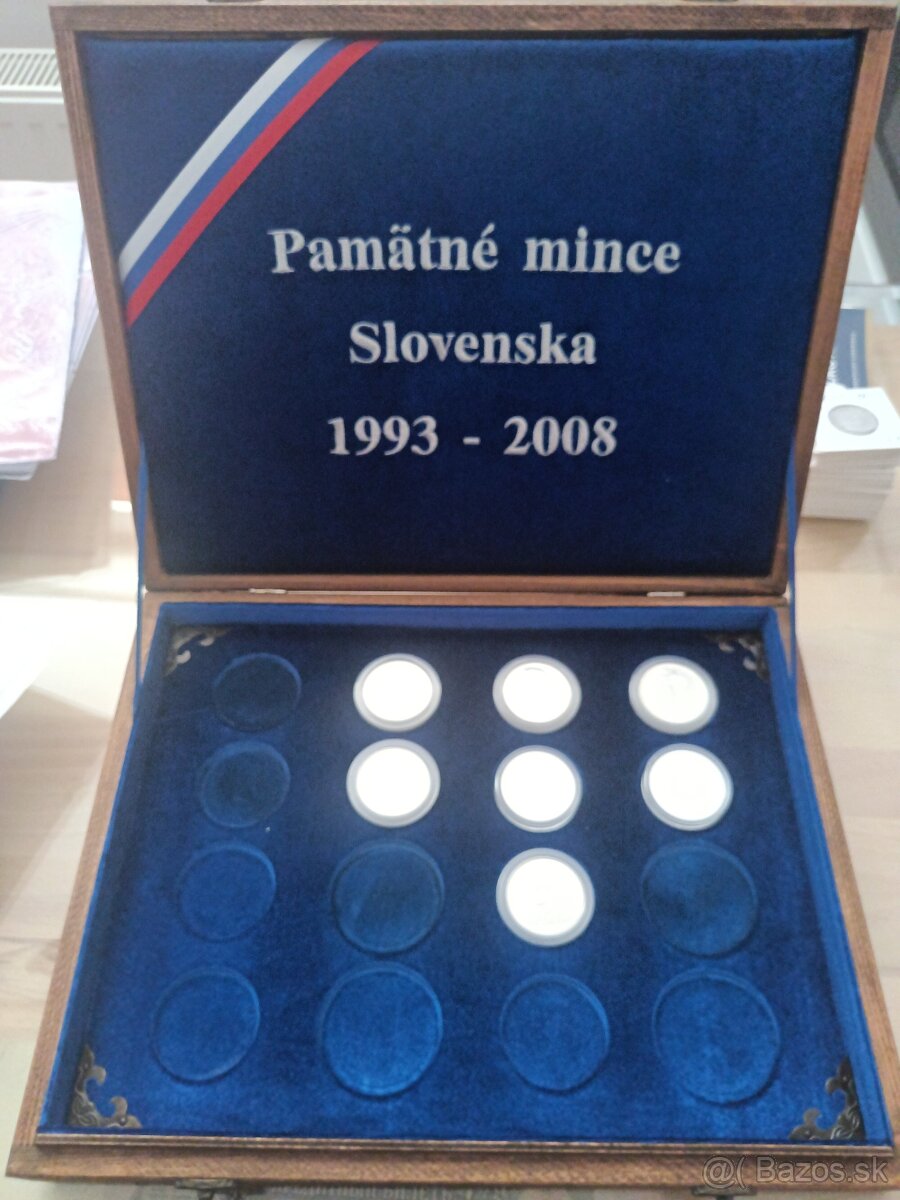 Pamätné mince
Slovenska
1993 - 2008
@( Bazos.sk